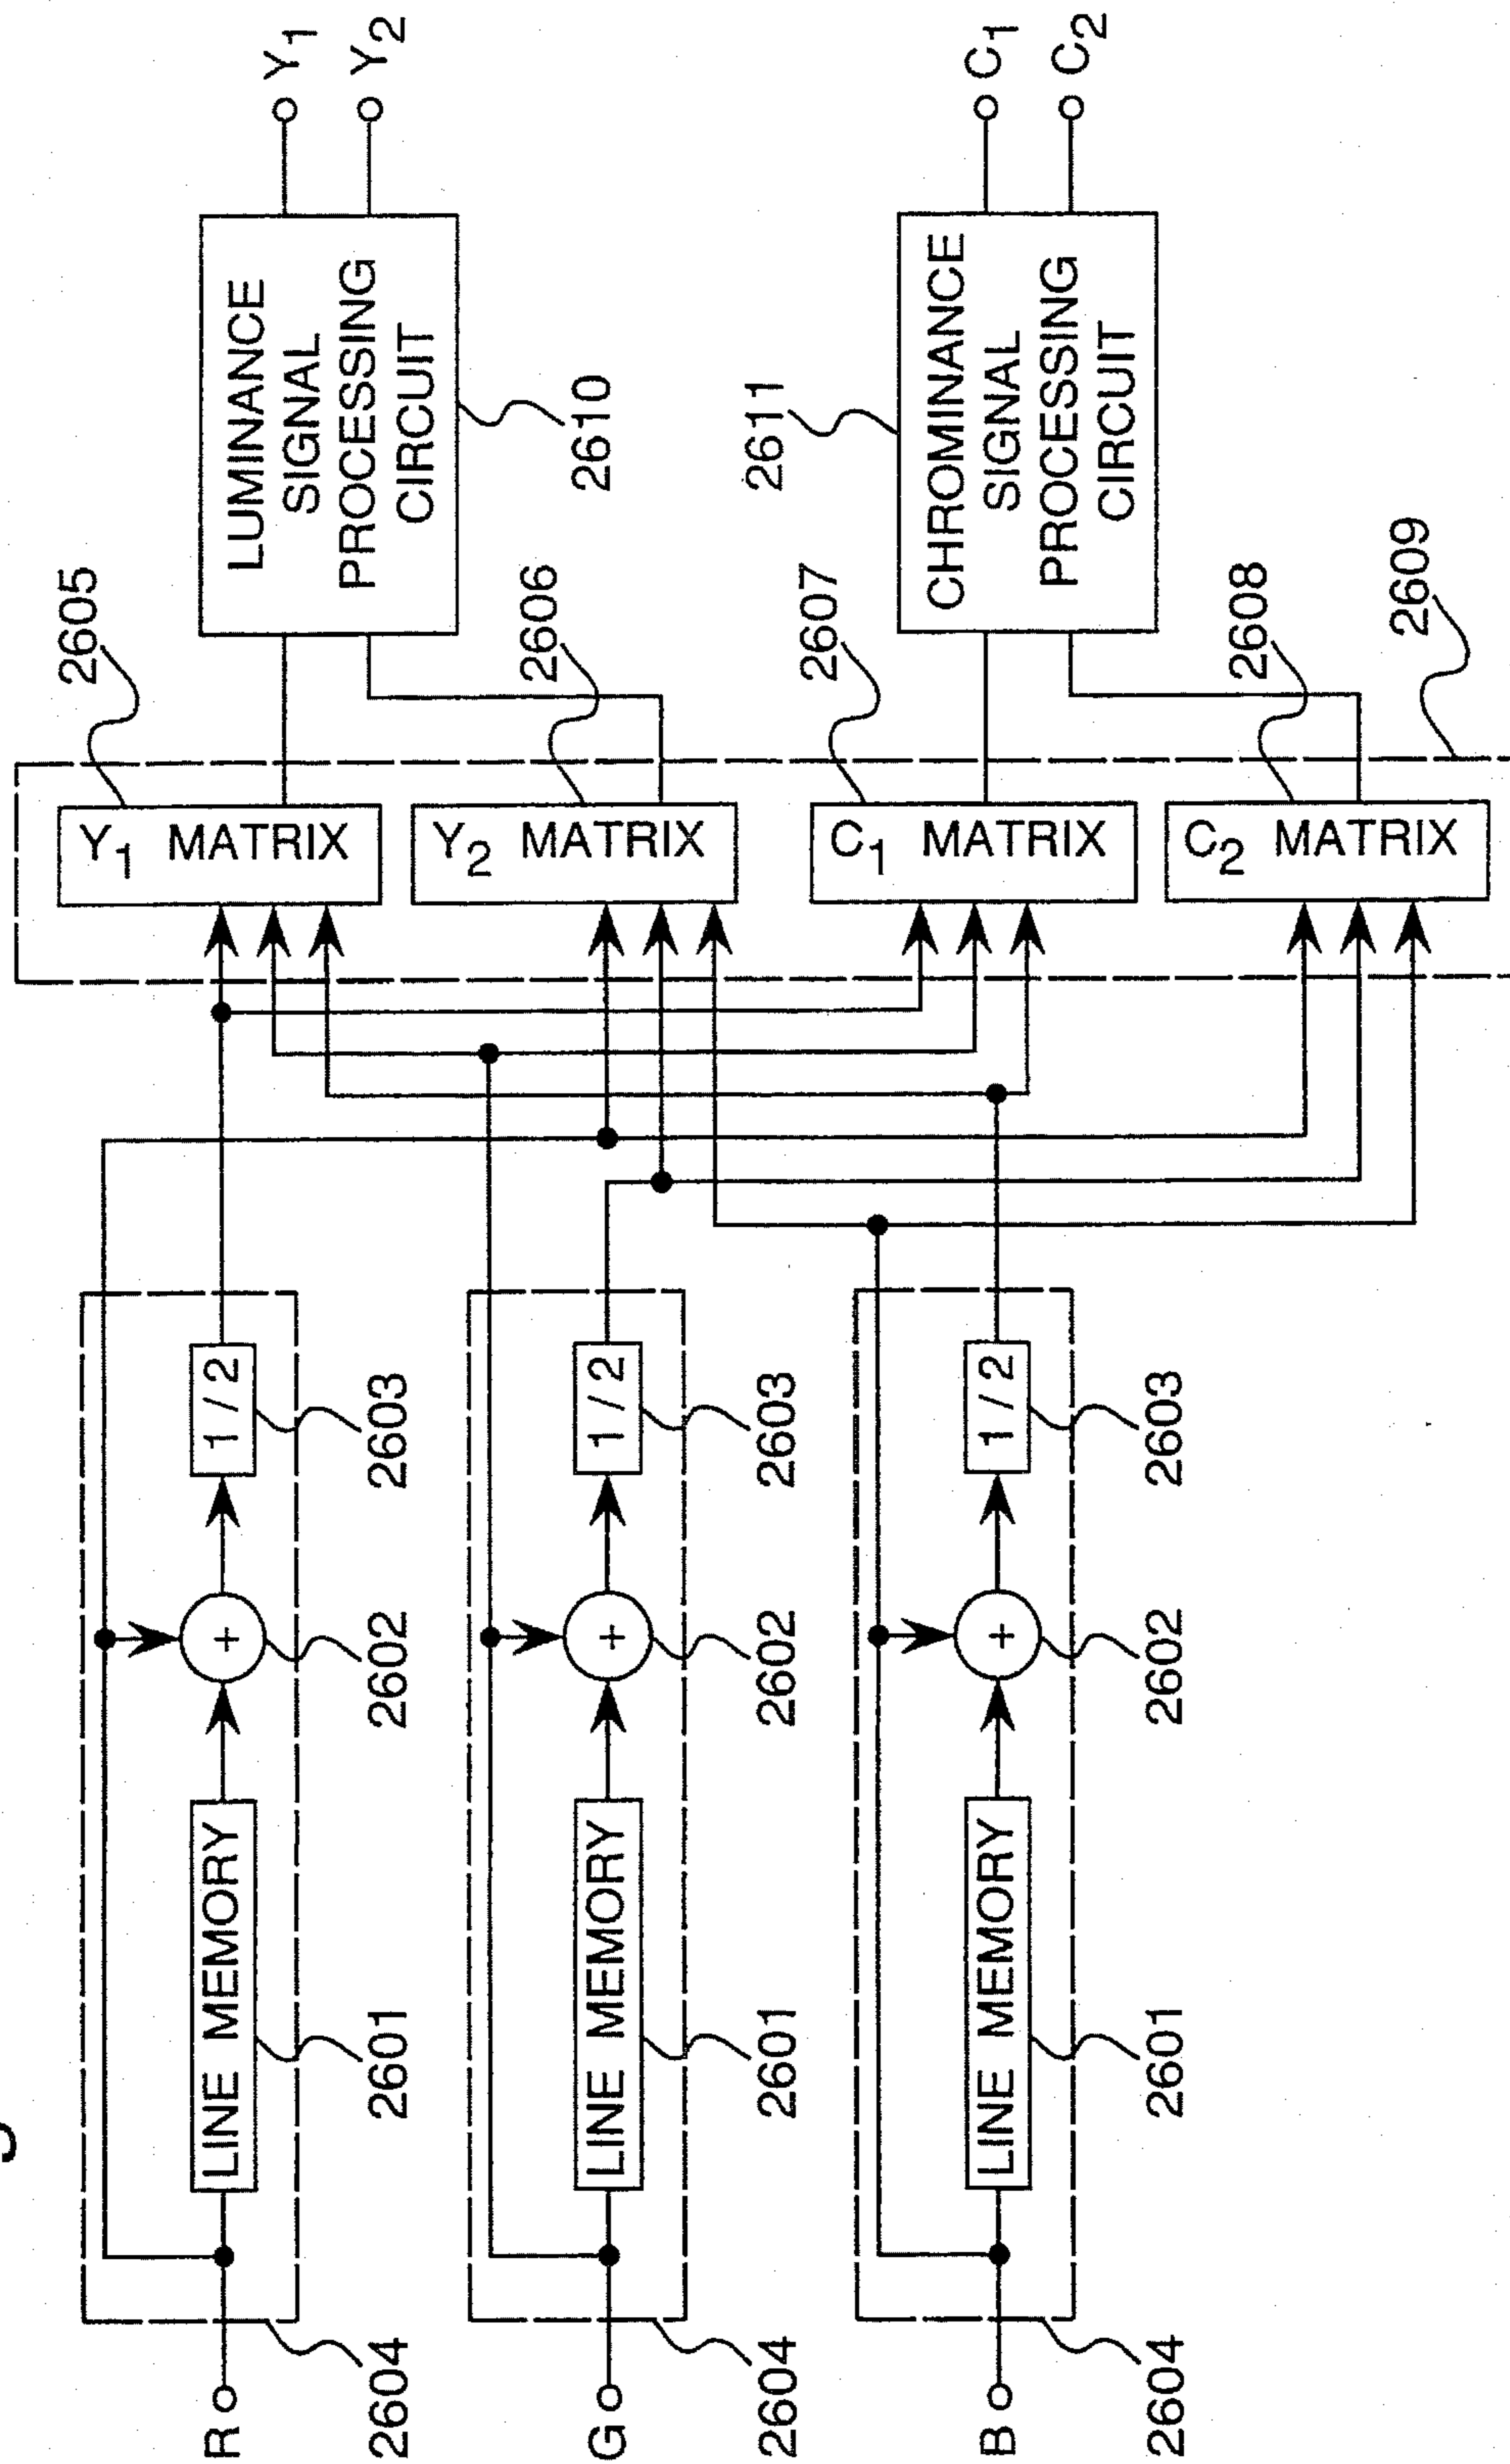 R
2604
LINE MEMORY
2601
+
2602
1/2
2603
G
2604
LINE MEMORY
2601
+
2602
1/2
2603
B
2604
LINE MEMORY
2601
+
2602
1/2
2603
Y1 MATRIX
2605
Y2 MATRIX
2606
C1 MATRIX
2607
C2 MATRIX
2608
2609
LUMINANCE
SIGNAL
PROCESSING
CIRCUIT
2610
CHROMINANCE
SIGNAL
PROCESSING
CIRCUIT
2611
Y1
Y2
C1
C2